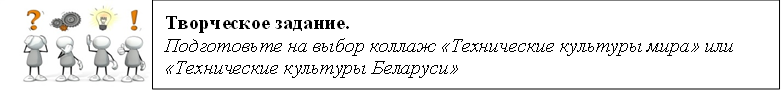 Творческое задание.
Подготовьте на выбор коллаж «Технические культуры мира» или
«Технические культуры Беларуси»